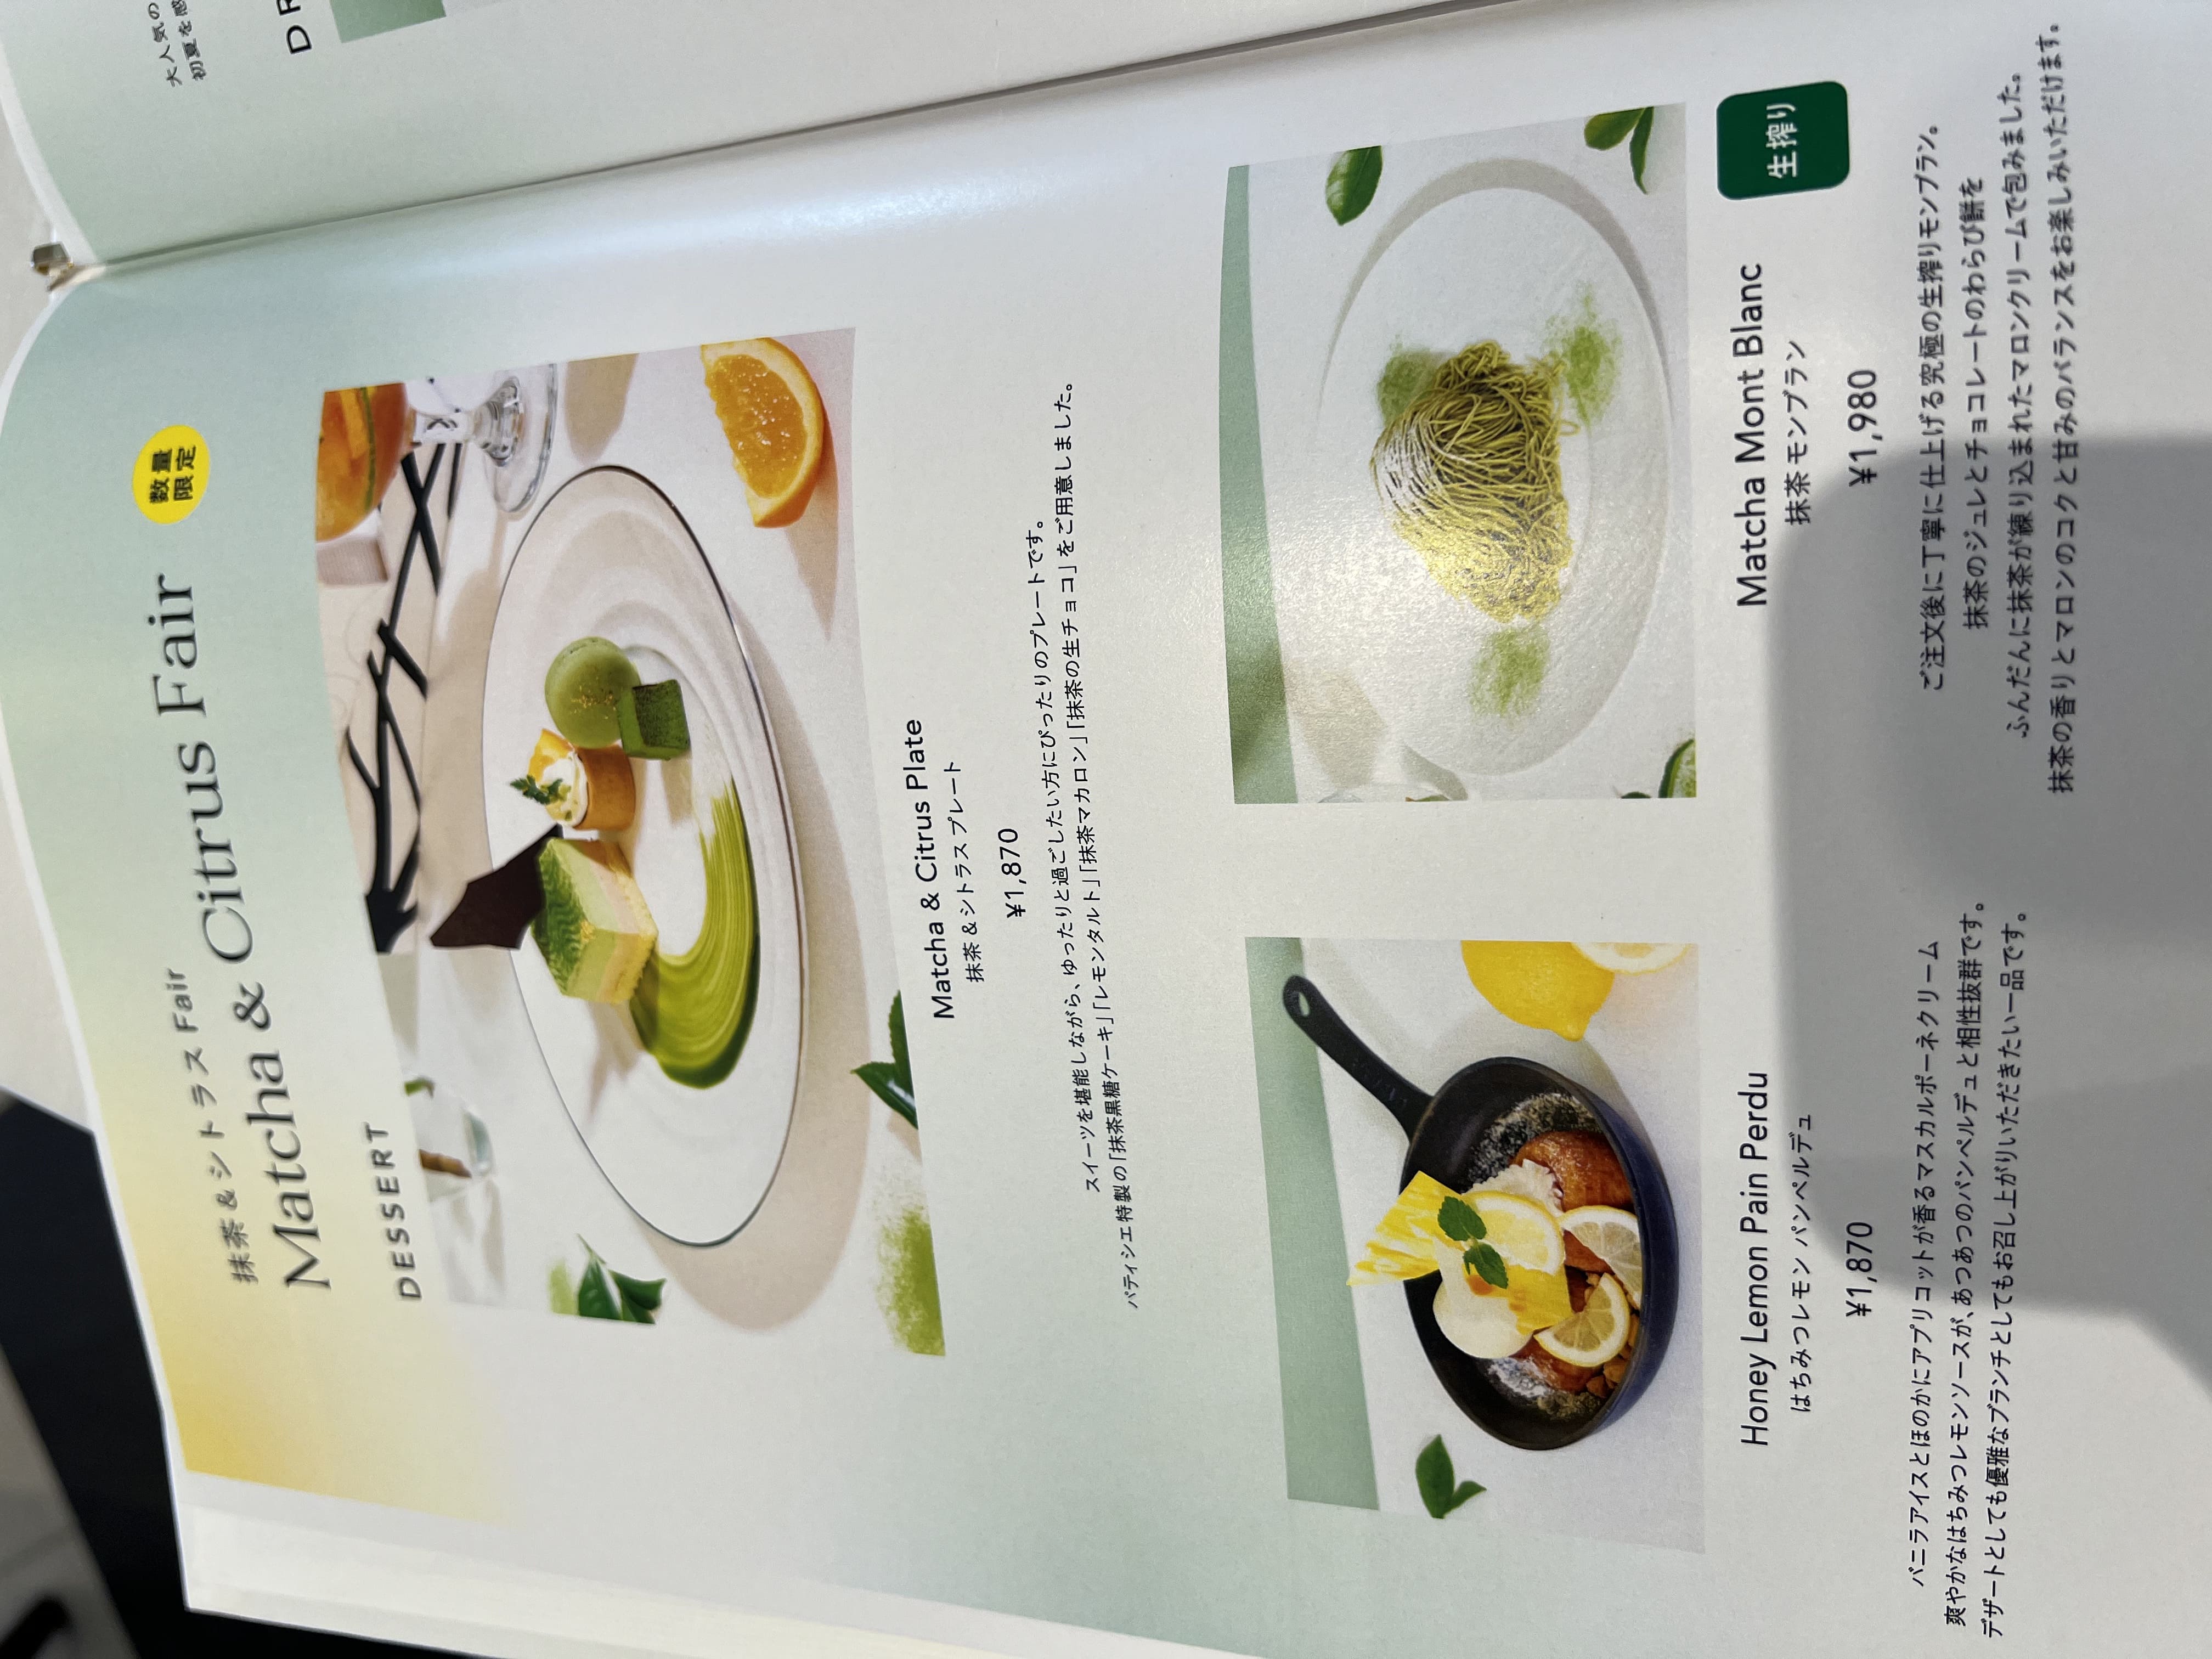 抹茶&シトラス Fair
Matcha & Citrus Fair
数量
限定
DESSERT
Matcha & Citrus Plate
抹茶&シトラス プレート
¥1,870
スイーツを堪能しながら、ゆったりと過ごしたい方にぴったりのプレートです。
パティシエ特製の「抹茶黒糖ケーキ」「レモンタルト」「抹茶マカロン」「抹茶の生チョコ」をご用意しました。
Honey Lemon Pain Perdu
はちみつレモン パンペルデュ
¥1,870
バニラアイスとほのかにアプリコットが香るマスカルポーネクリーム
爽やかなはちみつレモンソースが、あつあつのパンペルデュと相性抜群です。
デザートとしても優雅なブランチとしてもお召し上がりいただきたい一品です。
Matcha Mont Blanc
抹茶モンブラン
生搾り
¥1,980
ご注文後に丁寧に仕上げる究極の生搾りモンブラン。
抹茶のジュレとチョコレートのわらび餅を
ふんだんに抹茶が練り込まれたマロンクリームで包みました。
抹茶の香りとマロンのコクと甘みのバランスをお楽しみいただけます。
大人気の
初夏を感